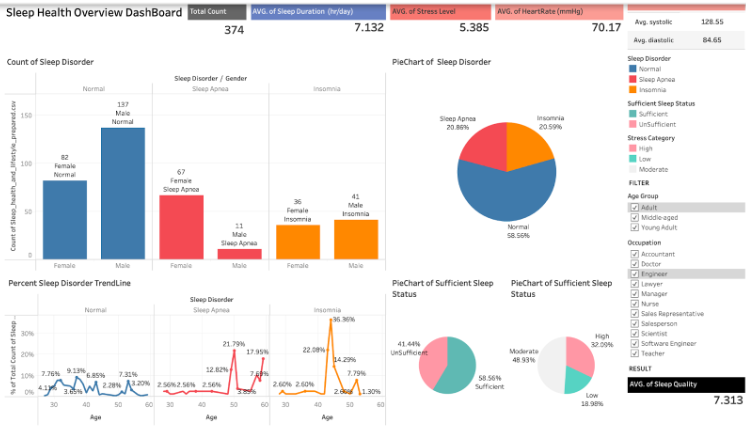 Sleep Health Overview DashBoard
Total Count
374
AVG. of Sleep Duration (hr/day)
7.132
AVG. of Stress Level
5.385
AVG. of HeartRate (mmHg)
70.17
Avg. systolic 128.55
Avg. diastolic 84.65
Count of Sleep Disorder
Sleep Disorder / Gender
Normal
Sleep Apnea
Insomnia
Count of Sleep_health_and_lifestyle_prepared.csv
150
100
50
0
82
Female
Normal
137
Male
Normal
67
Female
Sleep Apnea
11
Male
Sleep Apnea
36
Female
Insomnia
41
Male
Insomnia
Female
Male
Female
Male
Female
Male
PieChart of Sleep Disorder
Sleep Apnea
20.86%
Insomnia
20.59%
Normal
58.56%
Sleep Disorder
Normal
Sleep Apnea
Insomnia
Sufficient Sleep Status
Sufficient
UnSufficient
Stress Category
High
Low
Moderate
FILTER
Age Group
Adult
Middle-aged
Young Adult
Occupation
Accountant
Doctor
Engineer
Lawyer
Manager
Nurse
Sales Representative
Salesperson
Scientist
Software Engineer
Teacher
RESULT
AVG. of Sleep Quality
7.313
Percent Sleep Disorder TrendLine
Sleep Disorder
Normal
Sleep Apnea
Insomnia
% of Total Count of Sleep ..
30%
20%
10%
0%
7.76%
9.13%
6.85%
7.31%
3.65%
2.28%
3.20%
2.56%
2.56%
2.56%
12.82%
21.79%
17.95%
7.69%
3.85%
2.60%
2.60%
22.08%
36.36%
14.29%
7.79%
2.60%
1.30%
30
40
50
60
Age
30
40
50
60
Age
30
40
50
60
Age
PieChart of Sufficient Sleep
Status
41.44%
UnSufficient
58.56%
Sufficient
PieChart of Sufficient Sleep
Status
High
32.09%
Moderate
48.93%
Low
18.98%